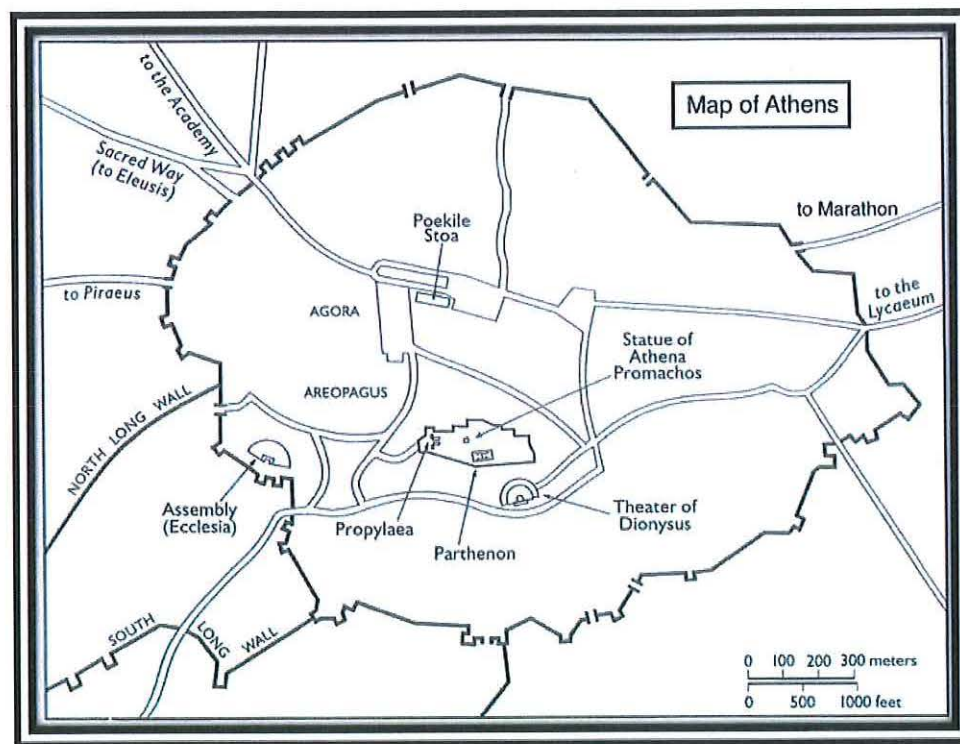 Map of Athens
to the Academy
Sacred Way
(to Eleusis)
to Marathon
Poekile
Stoa
to Piraeus
to the
Lycaeum
AGORA
Statue of
Athena
Promachos
AREOPAGUS
NORTH LONG WALL
Assembly
(Ecclesia)
Propylaea
Parthenon
Theater of
Dionysus
SOUTH LONG WALL
0 100 200 300 meters
0 500 1000 feet